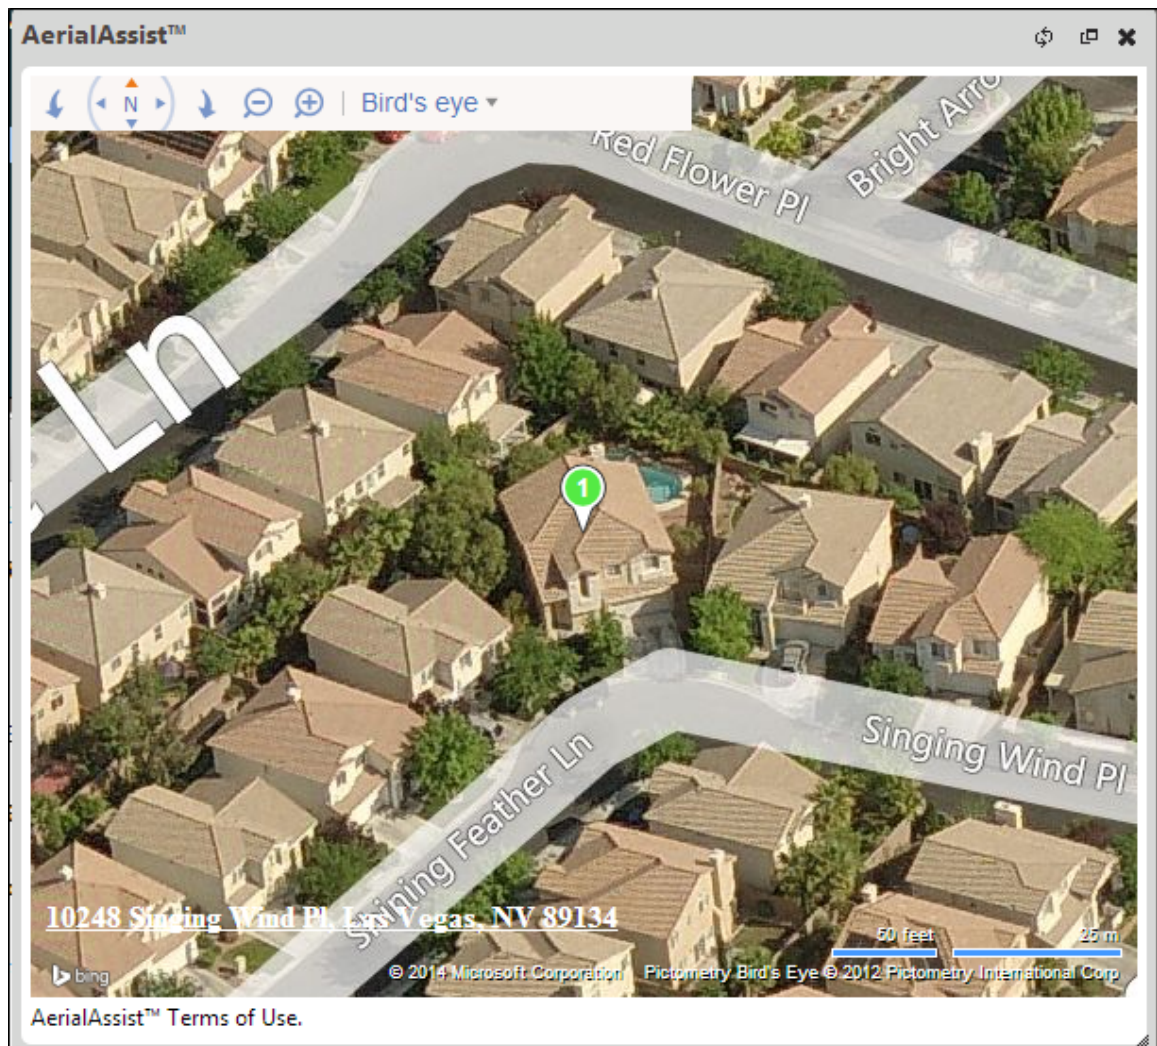 AerialAssist™
N
Bird's eye
Red Flower Pl
Bright Arro
Ln
1
Singing Wind Pl
Shining Feather Ln
10248 Singing Wind Pl, Las Vegas, NV 89134
50 feet 25 m
bing
© 2014 Microsoft Corporation Pictometry Bird's Eye © 2012 Pictometry International Corp
AerialAssist™ Terms of Use.